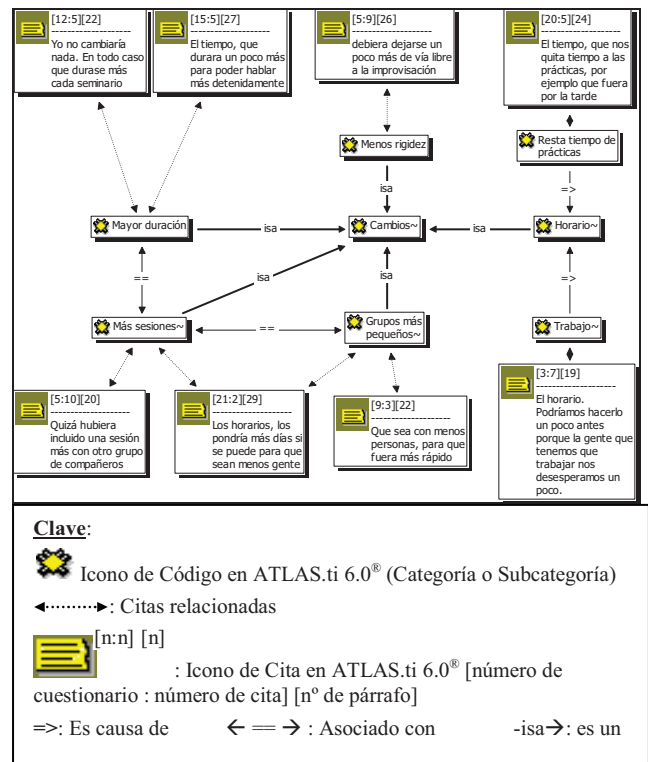 [12:5][22]
--------------------
Yo no cambiaría
nada. En todo caso
que durase más
cada seminario
[15:5][27]
--------------------
El tiempo, que
durara un poco más
para poder hablar
más detenidamente
[5:9][26]
--------------------
debiera dejarse un
poco más de vía libre
a la improvisación
[20:5][24]
--------------------
El tiempo, que nos
quita tiempo a las
prácticas, por
ejemplo que fuera
por la tarde
Menos rigidez
Resta tiempo de
prácticas
isa
=>
Mayor duración
isa
Cambios~
isa
Horario~
==
isa
isa
=>
Más sesiones~
==
Grupos más
pequeños~
Trabajo~
[5:10][20]
--------------------
Quizá hubiera
incluido una sesión
más con otro grupo
de compañeros
[21:2][29]
--------------------
Los horarios, los
pondría más días si
se puede para que
sean menos gente
[9:3][22]
--------------------
Que sea con menos
personas, para que
fuera más rápido
[3:7][19]
--------------------
El horario.
Podríamos hacerlo
un poco antes
porque la gente que
tenemos que
trabajar nos
desesperamos un
poco.
Clave:
Icono de Código en ATLAS.ti 6.0® (Categoría o Subcategoría)
◄··········►: Citas relacionadas
[n:n] [n]
: Icono de Cita en ATLAS.ti 6.0® [número de
cuestionario : número de cita] [nº de párrafo]
=>: Es causa de ← == → : Asociado con -isa→: es un